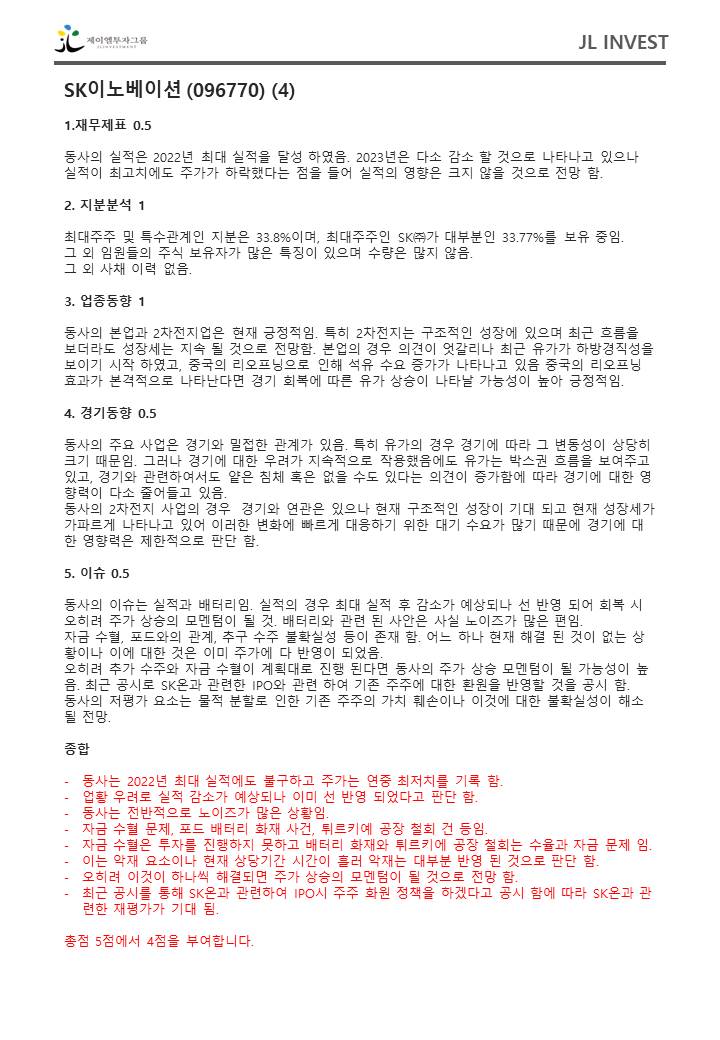 제이엘투자그룹
JL INVESTMENT
JL INVEST
SK이노베이션 (096770) (4)
1.재무제표 0.5
동사의 실적은 2022년 최대 실적을 달성 하였음. 2023년은 다소 감소 할 것으로 나타나고 있으나
실적이 최고치에도 주가가 하락했다는 점을 들어 실적의 영향은 크지 않을 것으로 전망 함.
2. 지분분석 1
최대주주 및 특수관계인 지분은 33.8%이며, 최대주주인 SK㈜가 대부분인 33.77%를 보유 중임.
그 외 임원들의 주식 보유자가 많은 특징이 있으며 수량은 많지 않음.
그 외 사채 이력 없음.
3. 업종동향 1
동사의 본업과 2차전지업은 현재 긍정적임. 특히 2차전지는 구조적인 성장에 있으며 최근 흐름을
보더라도 성장세는 지속 될 것으로 전망함. 본업의 경우 의견이 엇갈리나 최근 유가가 하방경직성을
보이기 시작 하였고, 중국의 리오프닝으로 인해 석유 수요 증가가 나타나고 있음 중국의 리오프닝
효과가 본격적으로 나타난다면 경기 회복에 따른 유가 상승이 나타날 가능성이 높아 긍정적임.
4. 경기동향 0.5
동사의 주요 사업은 경기와 밀접한 관계가 있음. 특히 유가의 경우 경기에 따라 그 변동성이 상당히
크기 때문임. 그러나 경기에 대한 우려가 지속적으로 작용했음에도 유가는 박스권 흐름을 보여주고
있고, 경기와 관련하여서도 얕은 침체 혹은 없을 수도 있다는 의견이 증가함에 따라 경기에 대한 영
향력이 다소 줄어들고 있음.
동사의 2차전지 사업의 경우 경기와 연관은 있으나 현재 구조적인 성장이 기대 되고 현재 성장세가
가파르게 나타나고 있어 이러한 변화에 빠르게 대응하기 위한 대기 수요가 많기 때문에 경기에 대
한 영향력은 제한적으로 판단 함.
5. 이슈 0.5
동사의 이슈는 실적과 배터리임. 실적의 경우 최대 실적 후 감소가 예상되나 선 반영 되어 회복 시
오히려 주가 상승의 모멘텀이 될 것. 배터리와 관련 된 사안은 사실 노이즈가 많은 편임.
자금 수혈, 포드와의 관계, 추구 수주 불확실성 등이 존재 함. 어느 하나 현재 해결 된 것이 없는 상
황이나 이에 대한 것은 이미 주가에 다 반영이 되었음.
오히려 추가 수주와 자금 수혈이 계획대로 진행 된다면 동사의 주가 상승 모멘텀이 될 가능성이 높
음. 최근 공시로 SK온과 관련한 IPO와 관련 하여 기존 주주에 대한 환원을 반영할 것을 공시 함.
동사의 저평가 요소는 물적 분할로 인한 기존 주주의 가치 훼손이나 이것에 대한 불확실성이 해소
될 전망.
종합
- 동사는 2022년 최대 실적에도 불구하고 주가는 연중 최저치를 기록 함.
- 업황 우려로 실적 감소가 예상되나 이미 선 반영 되었다고 판단 함.
- 동사는 전반적으로 노이즈가 많은 상황임.
- 자금 수혈 문제, 포드 배터리 화재 사건, 튀르키예 공장 철회 건 등임.
- 자금 수혈은 투자를 진행하지 못하고 배터리 화재와 튀르키에 공장 철회는 수율과 자금 문제 임.
- 이는 악재 요소이나 현재 상당기간 시간이 흘러 악재는 대부분 반영 된 것으로 판단 함.
- 오히려 이것이 하나씩 해결되면 주가 상승의 모멘텀이 될 것으로 전망 함.
- 최근 공시를 통해 SK온과 관련하여 IPO시 주주 화원 정책을 하겠다고 공시 함에 따라 SK온과 관
련한 재평가가 기대 됨.
총점 5점에서 4점을 부여합니다.